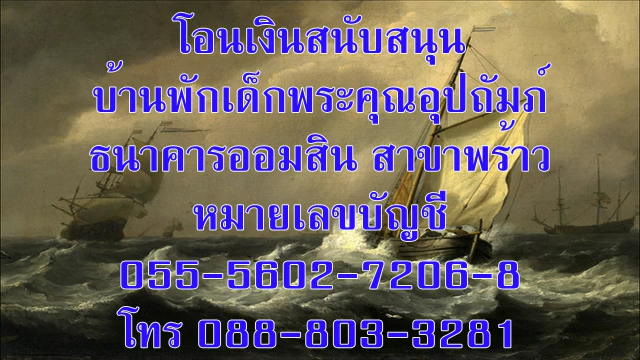 โอนเงินสนับสนุน
บ้านพักเด็กพระคุณอุปถัมภ์
ธนาคารออมสิน สาขาพร้าว
หมายเลขบัญชี
055-5602-7206-8
โทร 088-803-3281